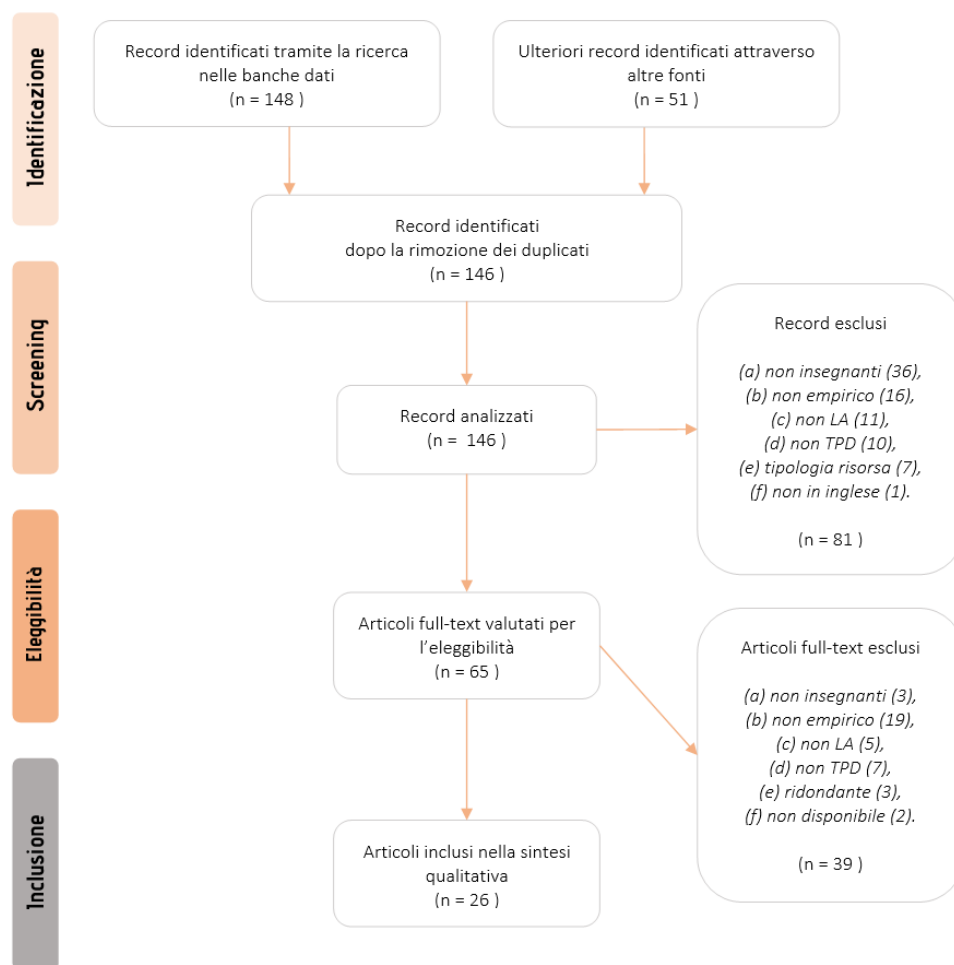 Identificazione
Record identificati tramite la ricerca
nelle banche dati
(n = 148 )
Ulteriori record identificati attraverso
altre fonti
(n = 51 )
Record identificati
dopo la rimozione dei duplicati
(n = 146 )
Screening
Record analizzati
(n =  146 )
Record esclusi
(a) non insegnanti (36),
(b) non empirico (16),
(c) non LA (11),
(d) non TPD (10),
(e) tipologia risorsa (7),
(f) non in inglese (1).
(n = 81 )
Eleggibilità
Articoli full-text valutati per
l'eleggibilità
(n = 65 )
Articoli full-text esclusi
(a) non insegnanti (3),
(b) non empirico (19),
(c) non LA (5),
(d) non TPD (7),
(e) ridondante (3),
(f) non disponibile (2).
(n = 39 )
Inclusione
Articoli inclusi nella sintesi
qualitativa
(n = 26 )